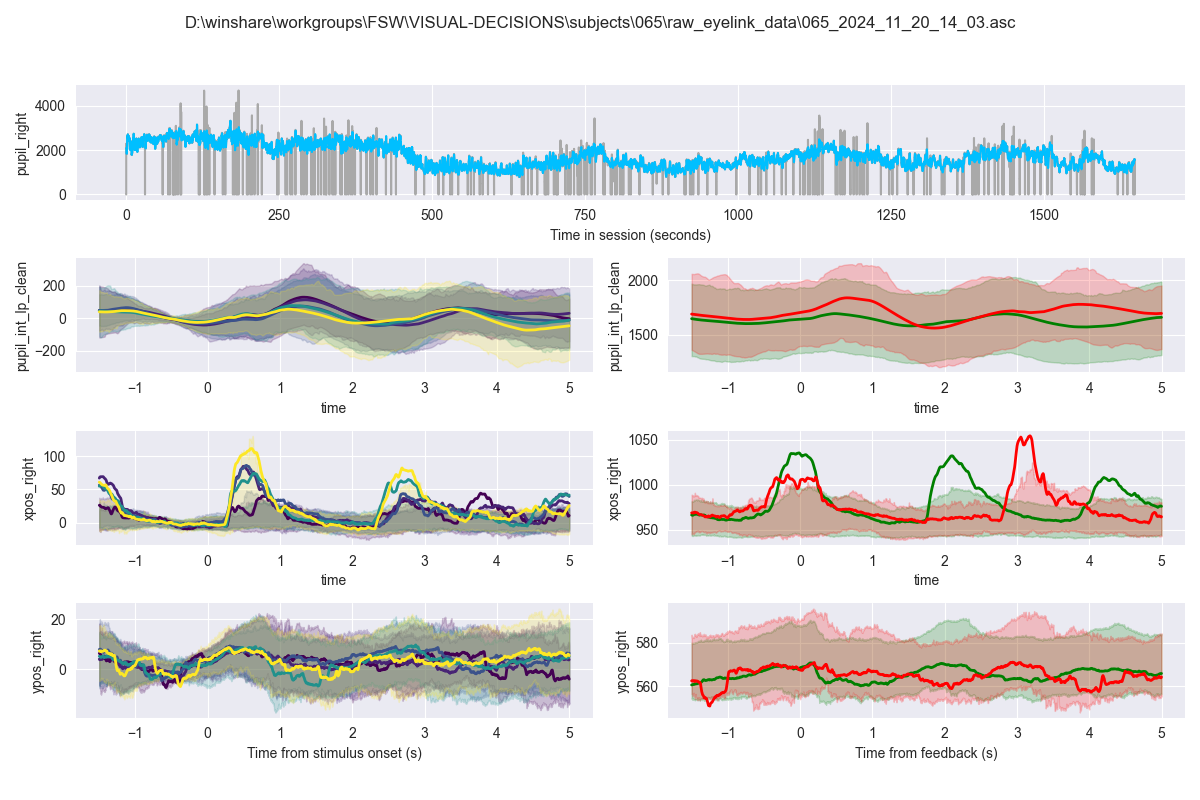 D:\winshare\workgroups\FSW\VISUAL-DECISIONS\subjects\065\raw_eyelink_data\065_2024_11_20_14_03.asc
pupil_right
4000
2000
0
0 250 500 750 1000 1250 1500
Time in session (seconds)
pupil_int_lp_clean
200
0
−200
−1 0 1 2 3 4 5
time
pupil_int_lp_clean
2000
1500
−1 0 1 2 3 4 5
time
xpos_right
100
50
0
−1 0 1 2 3 4 5
time
xpos_right
1050
1000
950
−1 0 1 2 3 4 5
time
ypos_right
20
0
−1 0 1 2 3 4 5
Time from stimulus onset (s)
ypos_right
580
560
−1 0 1 2 3 4 5
Time from feedback (s)